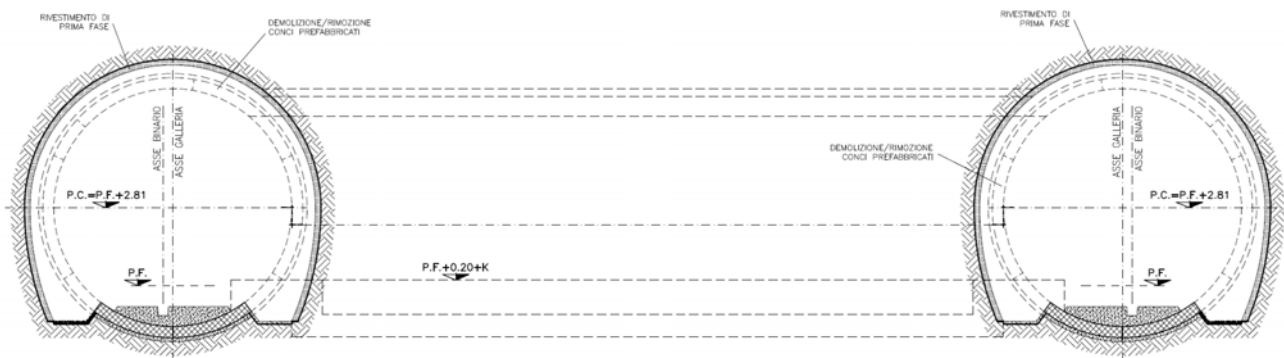 RIVESTIMENTO DI
PRIMA FASE
DEMOLIZIONE/RIMOZIONE
CONCI PREFABBRICATI
ASSE BINARIO
ASSE GALLERIA
P.C.=P.F.+2.81
P.F.
P.F.+0.20+K
RIVESTIMENTO DI
PRIMA FASE
DEMOLIZIONE/RIMOZIONE
CONCI PREFABBRICATI
ASSE GALLERIA
ASSE BINARIO
P.C.=P.F.+2.81
P.F.